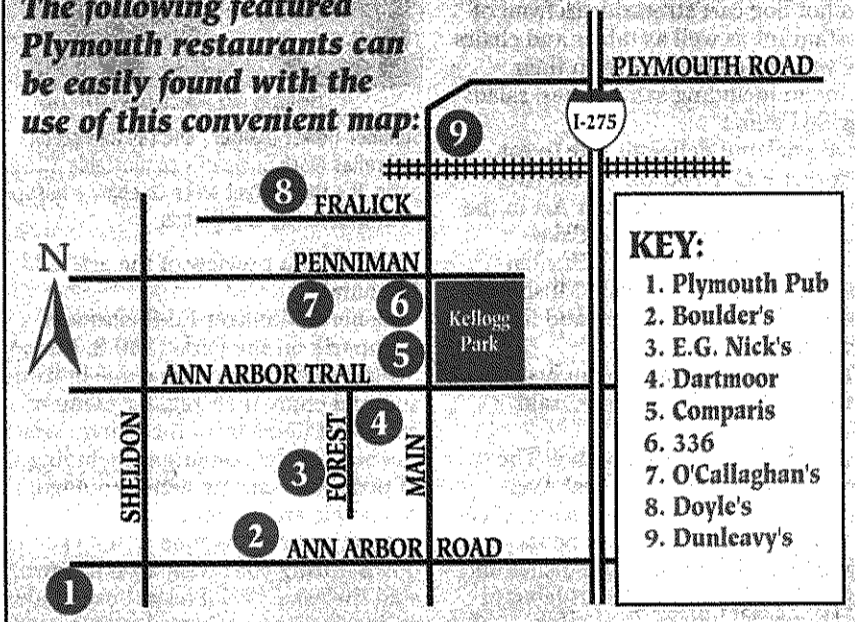 The following featured
Plymouth restaurants can
be easily found with the
use of this convenient map:
PLYMOUTH ROAD
I-275
9
8
FRALICK
N
PENNIMAN
7
6
Kellogg
Park
5
ANN ARBOR TRAIL
4
SHELDON
3
FOREST
MAIN
2
ANN ARBOR ROAD
1
KEY:
1. Plymouth Pub
2. Boulder's
3. E.G. Nick's
4. Dartmoor
5. Comparis
6. 336
7. O'Callaghan's
8. Doyle's
9. Dunleavy's